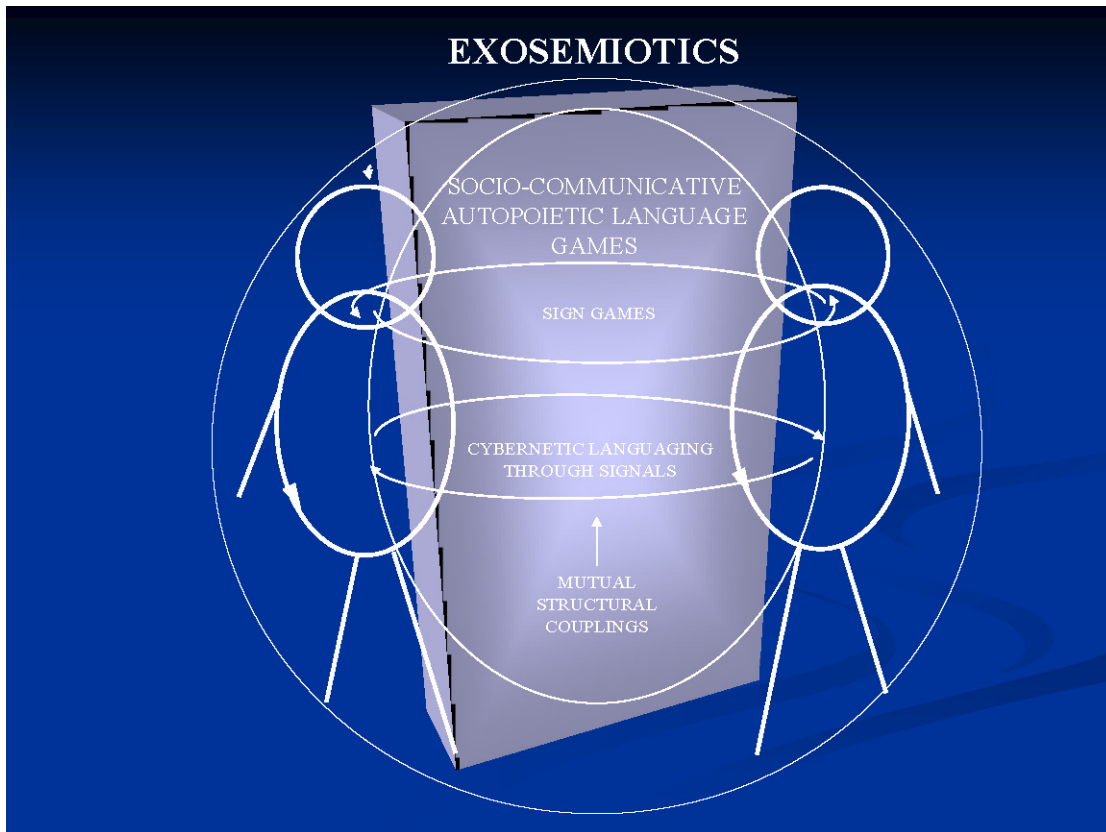 EXOSEMIOTICS
SOCIO-COMMUNICATIVE
AUTOPOIETIC LANGUAGE
GAMES
SIGN GAMES
CYBERNETIC LANGUAGING
THROUGH SIGNALS
MUTUAL
STRUCTURAL
COUPLINGS